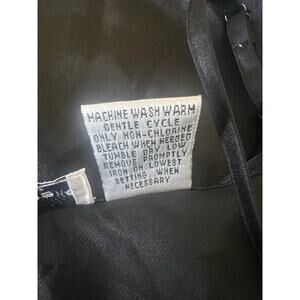 MACHINE WASH WARM
GENTLE CYCLE
ONLY NON-CHLORINE
BLEACH WHEN NEEDED
TUMBLE DRY LOW
REMOVE PROMPTLY
IRON ON LOWEST
SETTING WHEN
NECESSARY